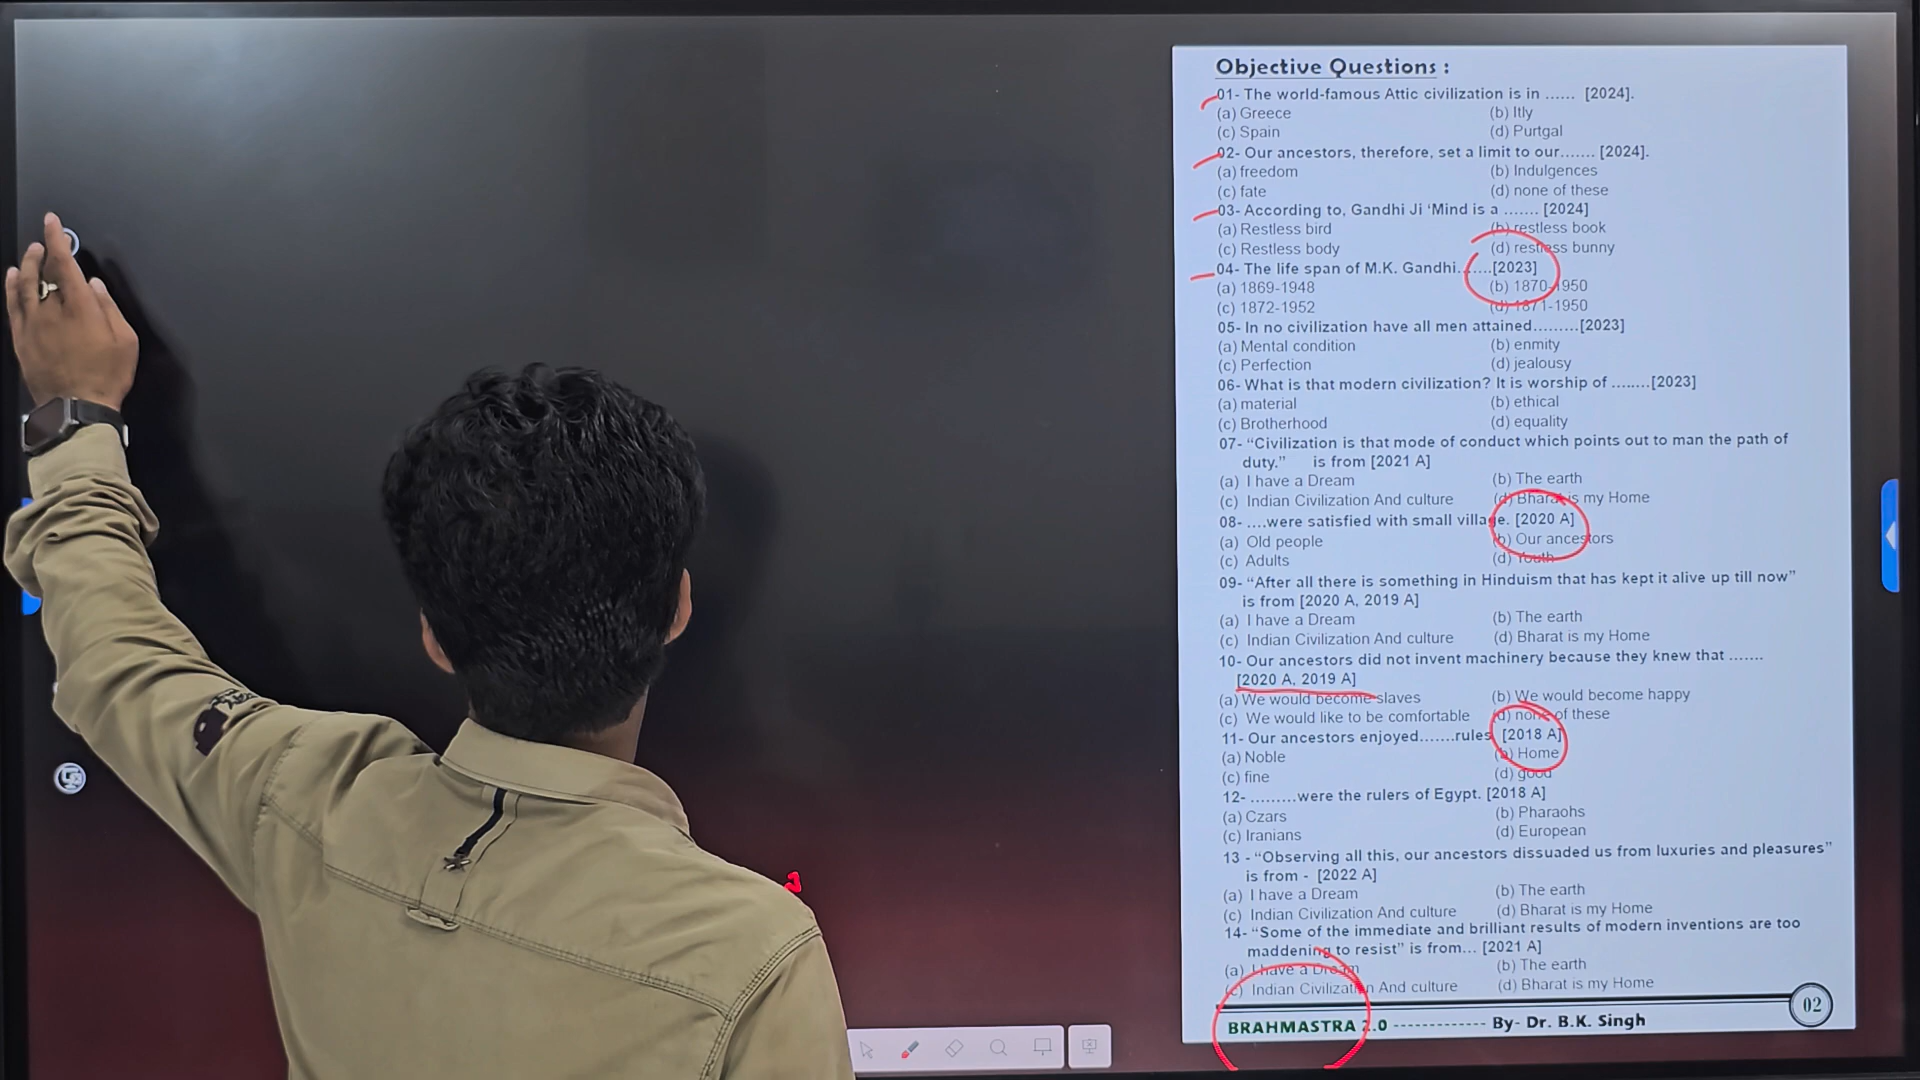 Objective Questions :
01- The world-famous Attic civilization is in ...... [2024].
(a) Greece (b) Itly
(c) Spain (d) Purtgal
02- Our ancestors, therefore, set a limit to our....... [2024].
(a) freedom (b) Indulgences
(c) fate (d) none of these
03- According to, Gandhi Ji ‘Mind is a ....... [2024]
(a) Restless bird (b) restless book
(c) Restless body (d) restless bunny
04- The life span of M.K. Gandhi.......[2023]
(a) 1869-1948 (b) 1870-1950
(c) 1872-1952 (d) 1871-1950
05- In no civilization have all men attained.........[2023]
(a) Mental condition (b) enmity
(c) Perfection (d) jealousy
06- What is that modern civilization? It is worship of ........[2023]
(a) material (b) ethical
(c) Brotherhood (d) equality
07- “Civilization is that mode of conduct which points out to man the path of
duty.” is from [2021 A]
(a) I have a Dream (b) The earth
(c) Indian Civilization And culture (d) Bharat is my Home
08- ....were satisfied with small village. [2020 A]
(a) Old people (b) Our ancestors
(c) Adults (d) Youth
09- “After all there is something in Hinduism that has kept it alive up till now”
is from [2020 A, 2019 A]
(a) I have a Dream (b) The earth
(c) Indian Civilization And culture (d) Bharat is my Home
10- Our ancestors did not invent machinery because they knew that .......
[2020 A, 2019 A]
(a) We would become slaves (b) We would become happy
(c) We would like to be comfortable (d) none of these
11- Our ancestors enjoyed.......rules [2018 A]
(a) Noble (b) Home
(c) fine (d) good
12- .........were the rulers of Egypt. [2018 A]
(a) Czars (b) Pharaohs
(c) Iranians (d) European
13 - “Observing all this, our ancestors dissuaded us from luxuries and pleasures”
is from - [2022 A]
(a) I have a Dream (b) The earth
(c) Indian Civilization And culture (d) Bharat is my Home
14- “Some of the immediate and brilliant results of modern inventions are too
maddening to resist” is from... [2021 A]
(a) I have a Dream (b) The earth
(c) Indian Civilization And culture (d) Bharat is my Home
BRAHMASTRA 2.0 ------------ By- Dr. B.K. Singh
02